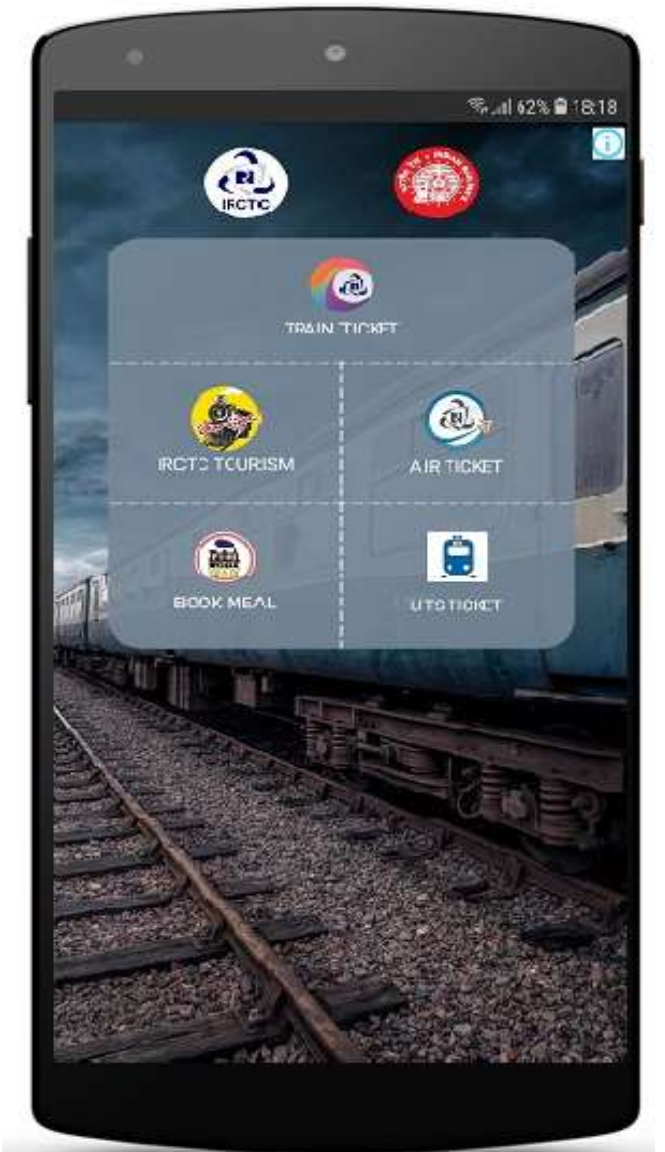 62% 18:18
IRCTC
TRAIN TICKET
IRCTC TOURISM
AIR TICKET
BOOK MEAL
UTS TICKET